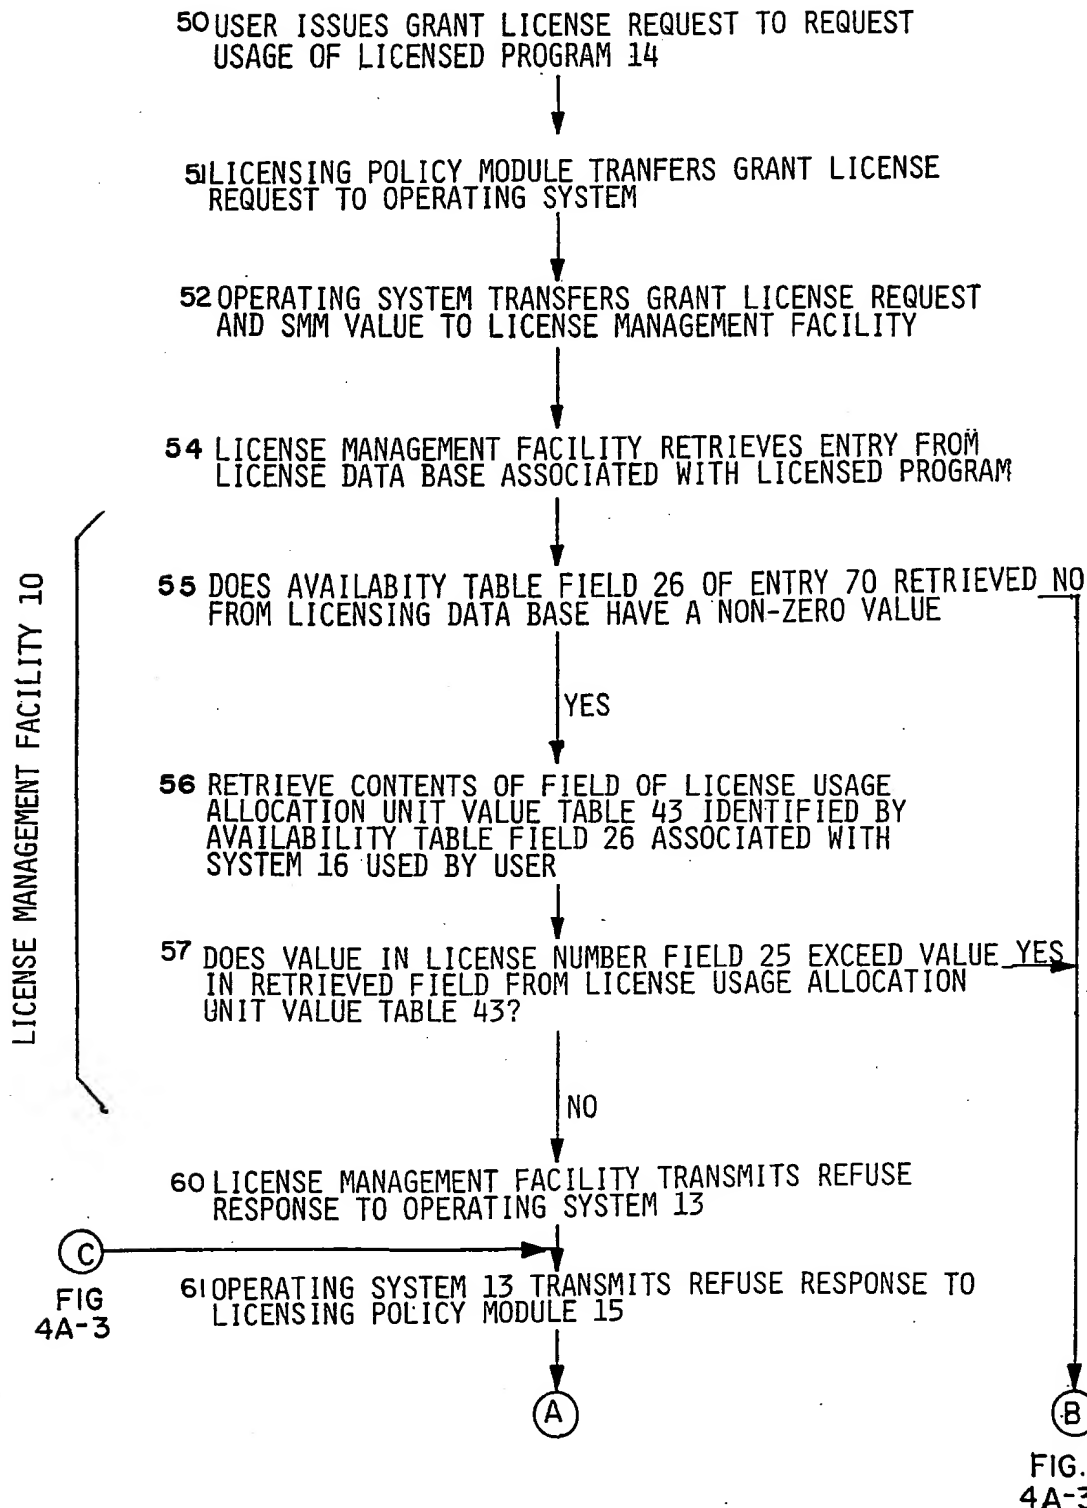 50 USER ISSUES GRANT LICENSE REQUEST TO REQUEST
USAGE OF LICENSED PROGRAM 14
51 LICENSING POLICY MODULE TRANFERS GRANT LICENSE
REQUEST TO OPERATING SYSTEM
52 OPERATING SYSTEM TRANSFERS GRANT LICENSE REQUEST
AND SMM VALUE TO LICENSE MANAGEMENT FACILITY
54 LICENSE MANAGEMENT FACILITY RETRIEVES ENTRY FROM
LICENSE DATA BASE ASSOCIATED WITH LICENSED PROGRAM
LICENSE MANAGEMENT FACILITY 10
55 DOES AVAILABITY TABLE FIELD 26 OF ENTRY 70 RETRIEVED NO
FROM LICENSING DATA BASE HAVE A NON-ZERO VALUE
YES
56 RETRIEVE CONTENTS OF FIELD OF LICENSE USAGE
ALLOCATION UNIT VALUE TABLE 43 IDENTIFIED BY
AVAILABILITY TABLE FIELD 26 ASSOCIATED WITH
SYSTEM 16 USED BY USER
57 DOES VALUE IN LICENSE NUMBER FIELD 25 EXCEED VALUE YES
IN RETRIEVED FIELD FROM LICENSE USAGE ALLOCATION
UNIT VALUE TABLE 43?
NO
60 LICENSE MANAGEMENT FACILITY TRANSMITS REFUSE
RESPONSE TO OPERATING SYSTEM 13
C
FIG
4A-3
61 OPERATING SYSTEM 13 TRANSMITS REFUSE RESPONSE TO
LICENSING POLICY MODULE 15
A
B
FIG.
4A-3